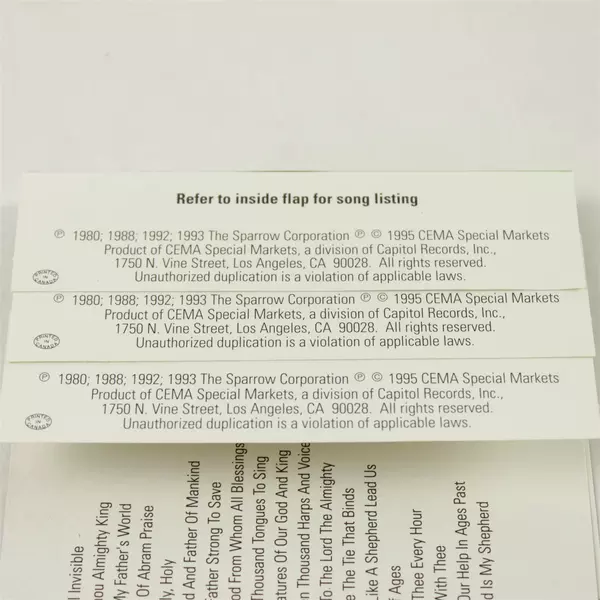 Refer to inside flap for song listing
℗ 1980; 1988; 1992; 1993 The Sparrow Corporation ℗ © 1995 CEMA Special Markets
Product of CEMA Special Markets, a division of Capitol Records, Inc.,
1750 N. Vine Street, Los Angeles, CA 90028. All rights reserved.
Unauthorized duplication is a violation of applicable laws.
PRINTED IN CANADA
℗ 1980; 1988; 1992; 1993 The Sparrow Corporation ℗ © 1995 CEMA Special Markets
Product of CEMA Special Markets, a division of Capitol Records, Inc.,
1750 N. Vine Street, Los Angeles, CA 90028. All rights reserved.
Unauthorized duplication is a violation of applicable laws.
PRINTED IN CANADA
℗ 1980; 1988; 1992; 1993 The Sparrow Corporation ℗ © 1995 CEMA Special Markets
Product of CEMA Special Markets, a division of Capitol Records, Inc.,
1750 N. Vine Street, Los Angeles, CA 90028. All rights reserved.
Unauthorized duplication is a violation of applicable laws.
PRINTED IN CANADA
Invisible
Almighty King
My Father's World
Of Abram Praise
Holy
And Father Of Mankind
Strong To Save
From Whom All Blessings
Thousand Tongues To Sing
Of Our God And King
Thousand Harps And Voice
To The Lord The Almighty
The Tie That Binds
Like A Shepherd Lead Us
Ages
Thee Every Hour
With Thee
Our Help In Ages Past
Is My Shepherd